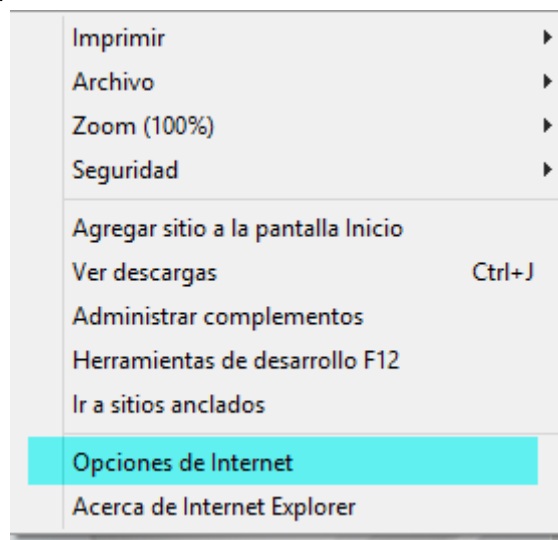 Imprimir
Archivo
Zoom (100%)
Seguridad
Agregar sitio a la pantalla Inicio
Ver descargas Ctrl+J
Administrar complementos
Herramientas de desarrollo F12
Ir a sitios anclados
Opciones de Internet
Acerca de Internet Explorer